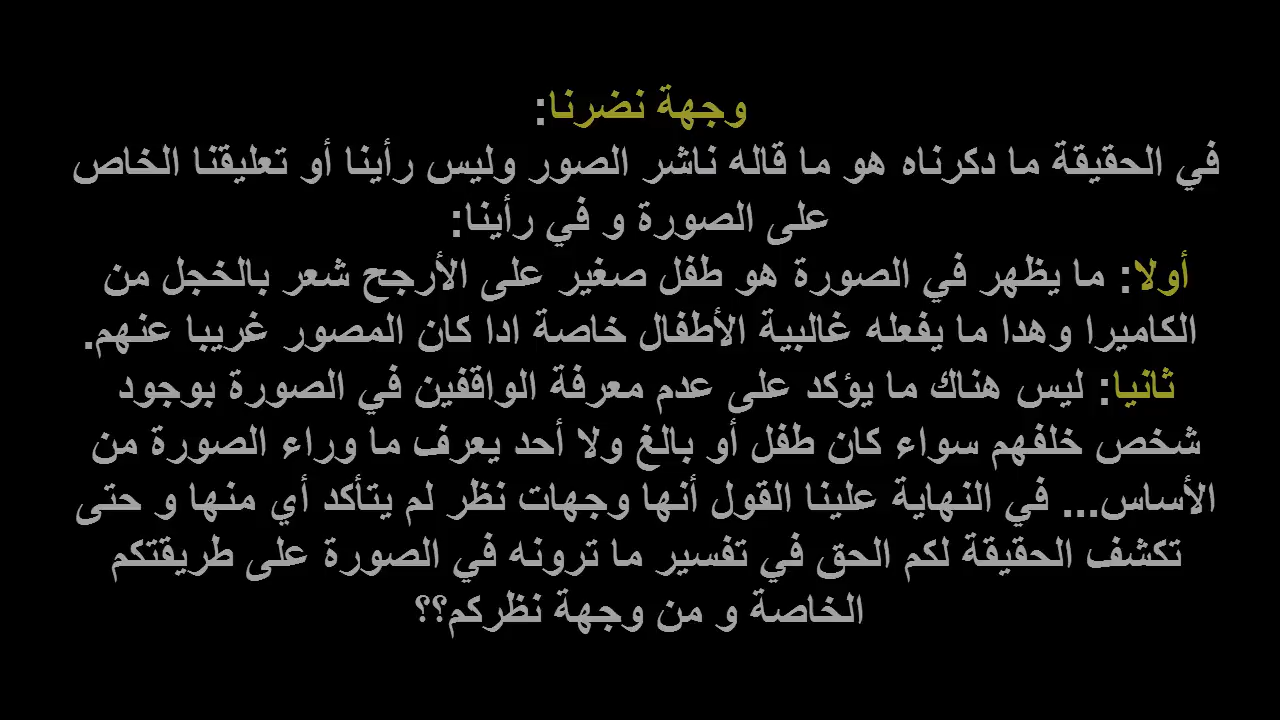 وجهة نضرنا:
في الحقيقة ما دكرناه هو ما قاله ناشر الصور وليس رأينا أو تعليقنا الخاص
على الصورة و في رأينا:
أولا: ما يظهر في الصورة هو طفل صغير على الأرجح شعر بالخجل من
الكاميرا وهدا ما يفعله غالبية الأطفال خاصة ادا كان المصور غريبا عنهم.
ثانيا: ليس هناك ما يؤكد على عدم معرفة الواقفين في الصورة بوجود
شخص خلفهم سواء كان طفل أو بالغ ولا أحد يعرف ما وراء الصورة من
الأساس... في النهاية علينا القول أنها وجهات نظر لم يتأكد أي منها و حتى
تكشف الحقيقة لكم الحق في تفسير ما ترونه في الصورة على طريقتكم
الخاصة و من وجهة نظركم؟؟